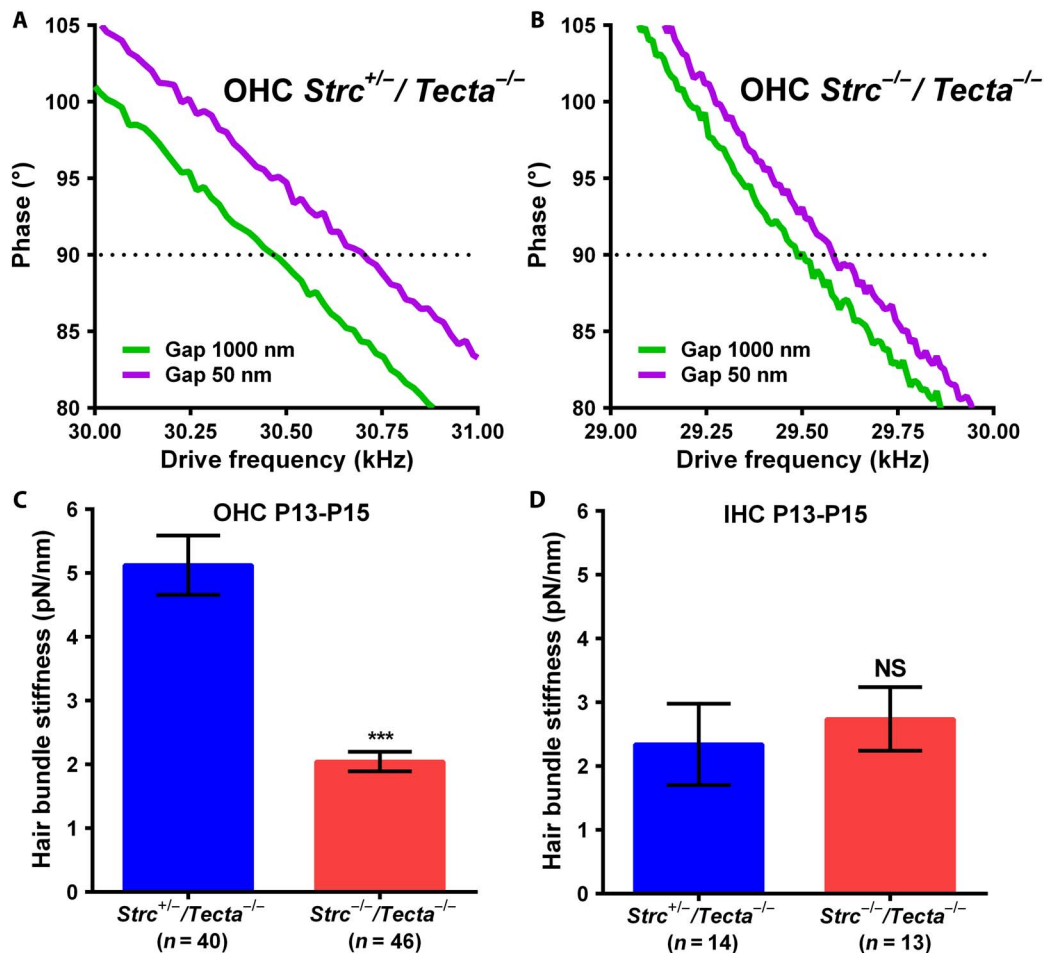 A
105
100
95
90
85
80
Phase (°)
OHC Strc+/–/ Tecta–/–
Gap 1000 nm
Gap 50 nm
30.00 30.25 30.50 30.75 31.00
Drive frequency (kHz)
B
105
100
95
90
85
80
Phase (°)
OHC Strc–/–/ Tecta–/–
Gap 1000 nm
Gap 50 nm
29.00 29.25 29.50 29.75 30.00
Drive frequency (kHz)
C
OHC P13-P15
6
5
4
3
2
1
0
Hair bundle stiffness (pN/nm)
***
Strc+/–/Tecta–/– Strc–/–/Tecta–/–
(n = 40) (n = 46)
D
IHC P13-P15
6
5
4
3
2
1
0
Hair bundle stiffness (pN/nm)
NS
Strc+/–/Tecta–/– Strc–/–/Tecta–/–
(n = 14) (n = 13)